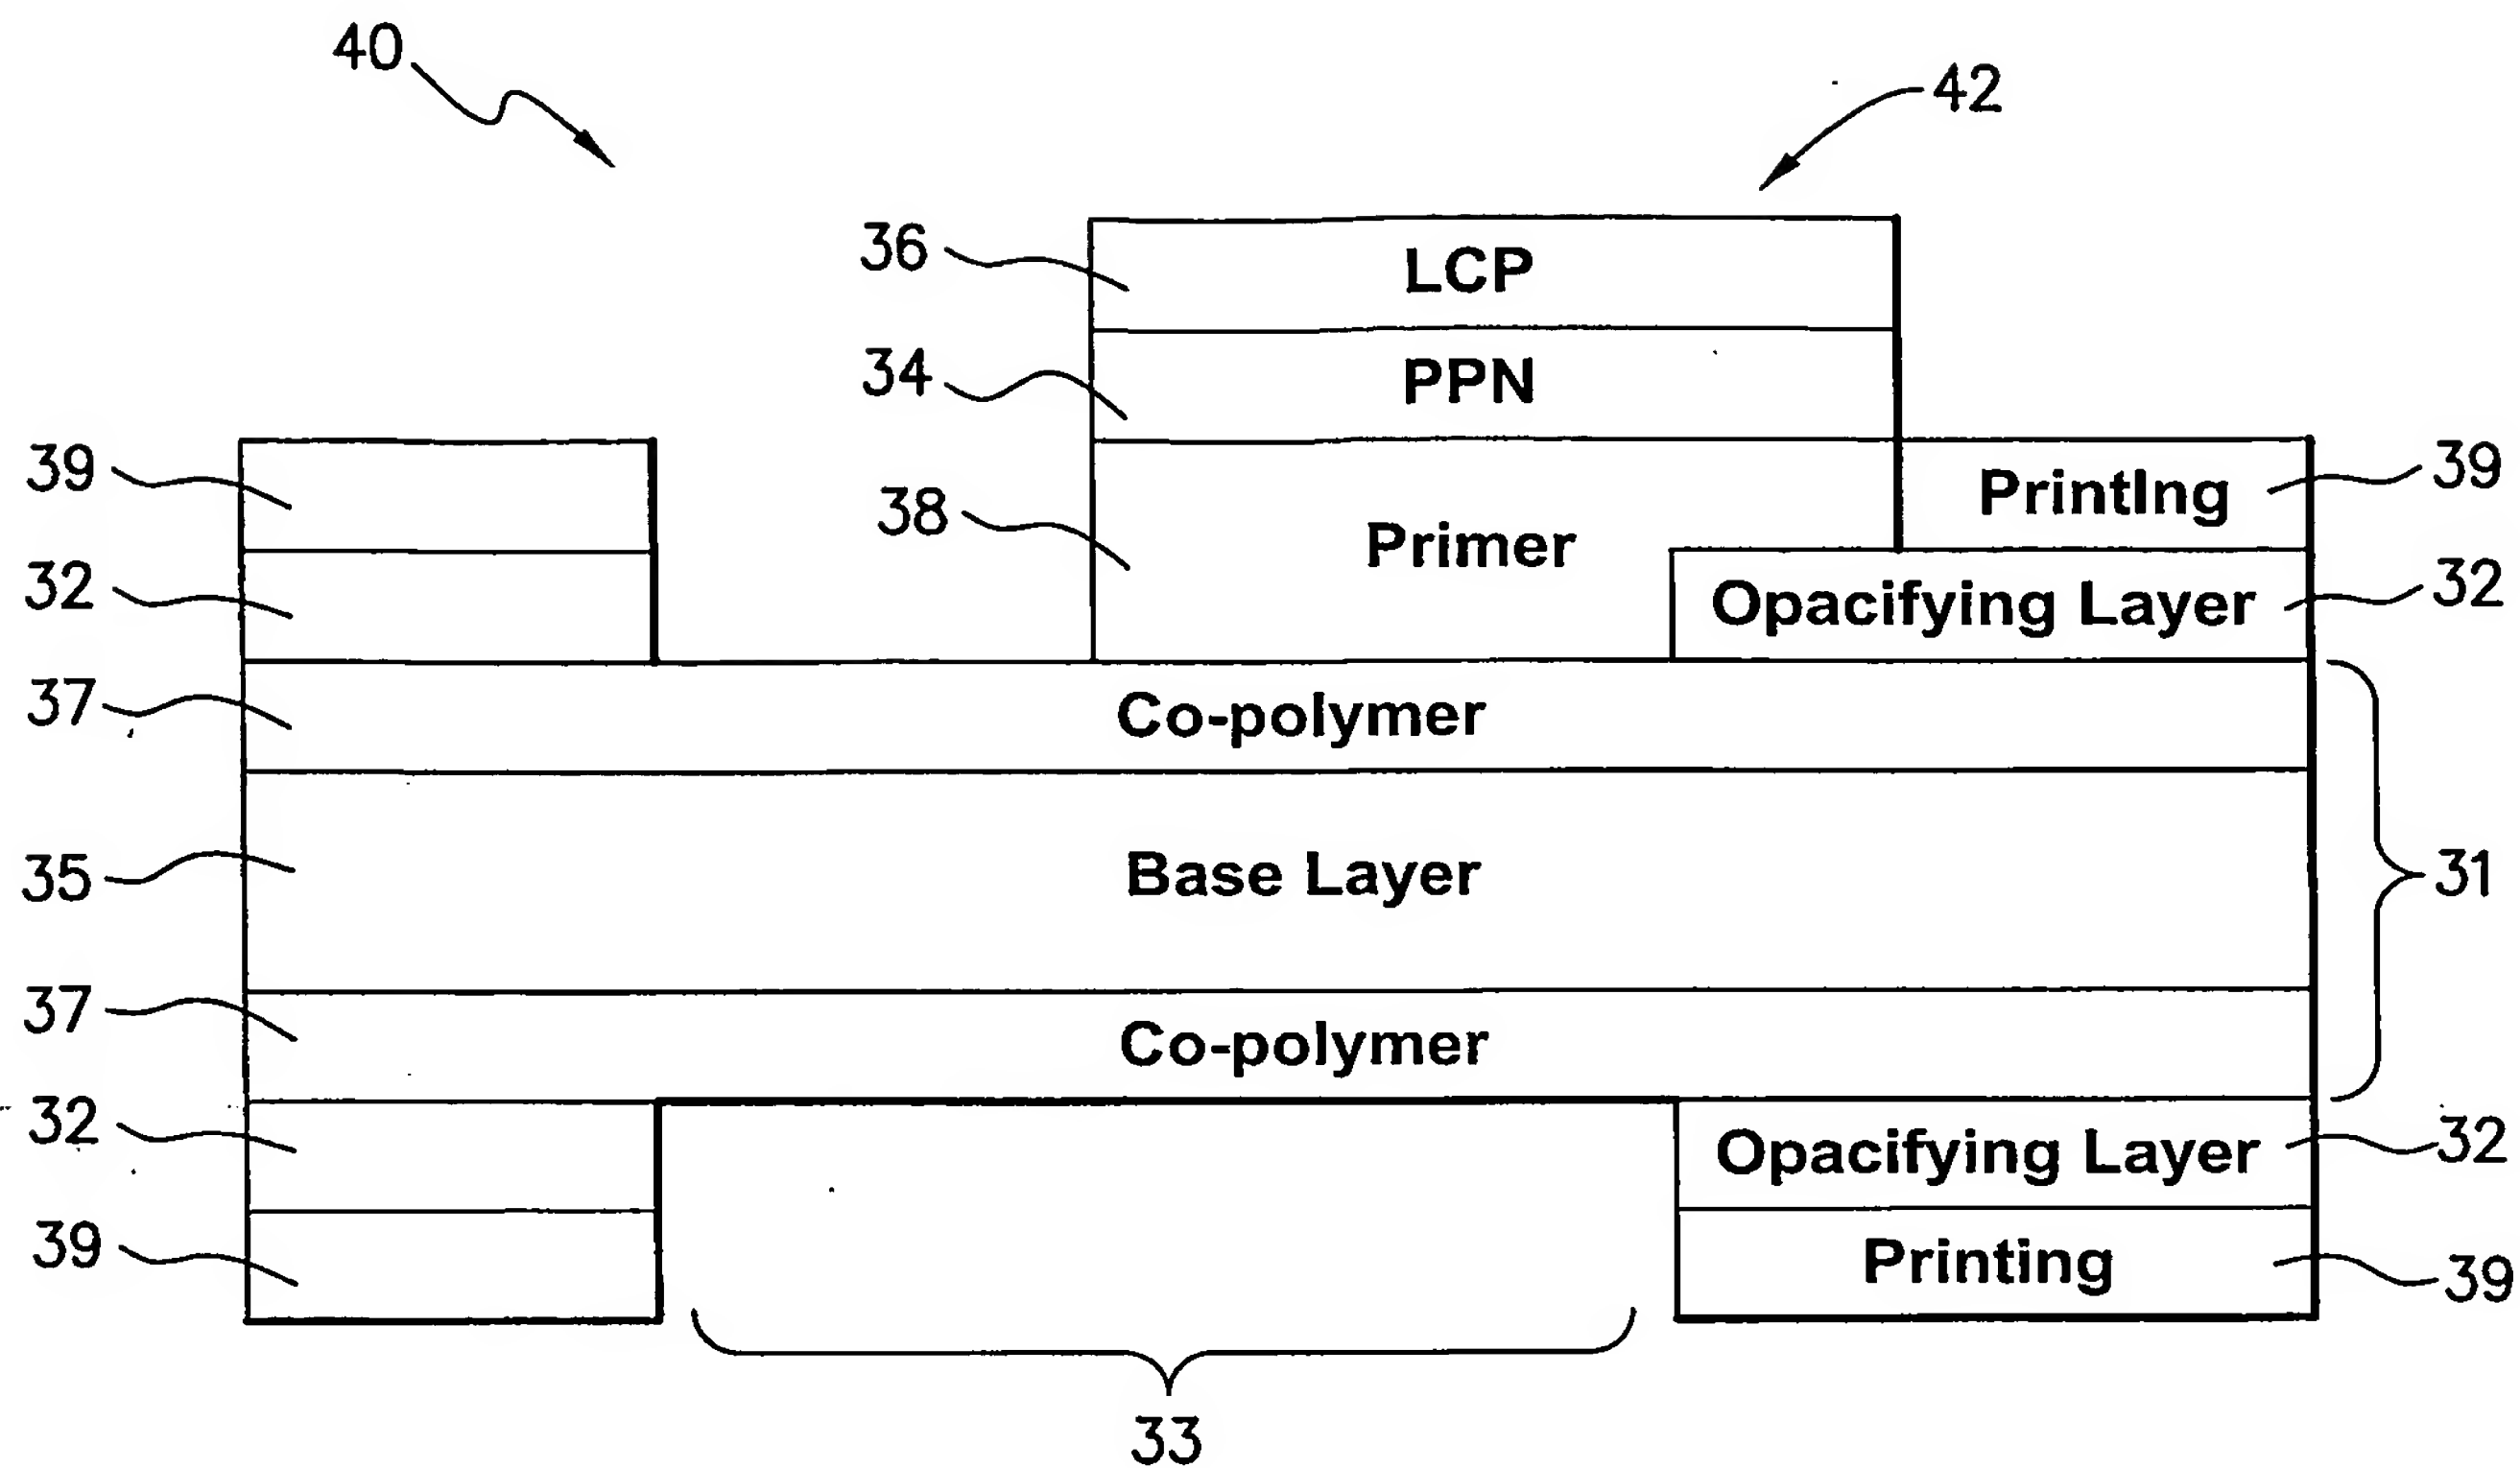 40
42
36 LCP
34 PPN
39 39
PrintIng
38 Primer
32 Opacifying Layer 32
37 Co-polymer
35 Base Layer 31
37 Co-polymer
32 Opacifying Layer 32
39 Printing 39
33